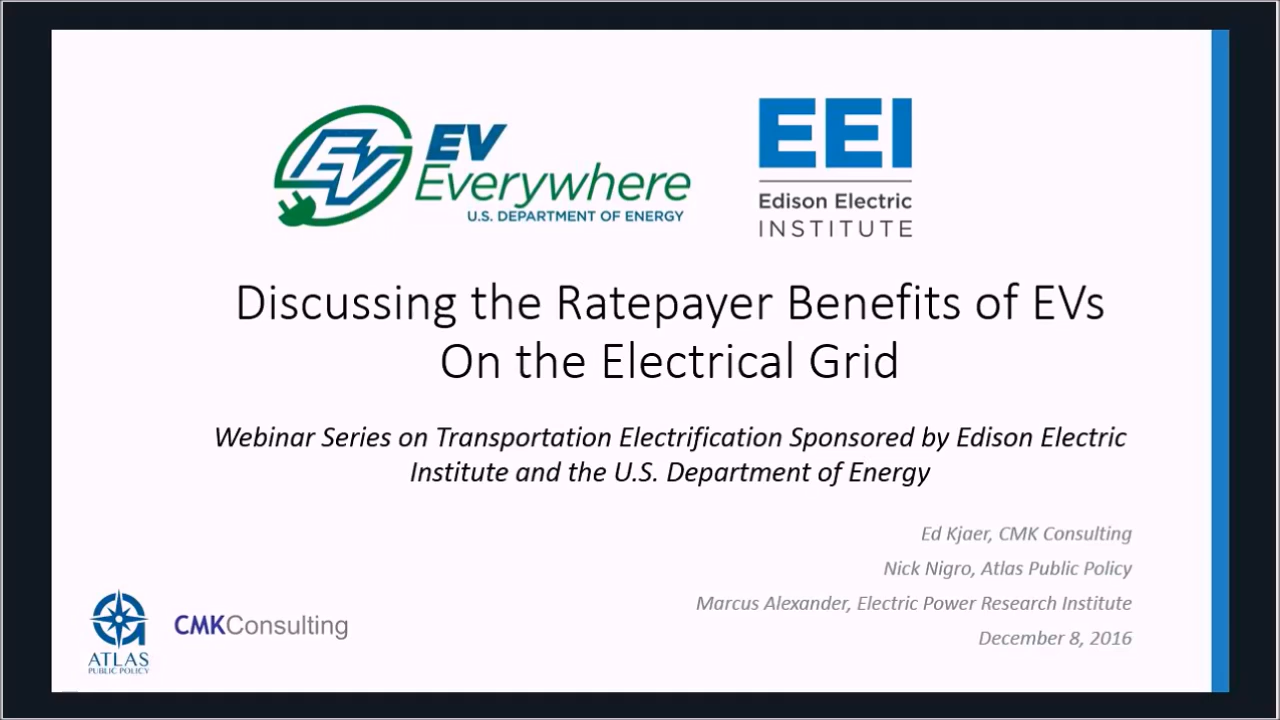 EV
EV
Everywhere
U.S. DEPARTMENT OF ENERGY
EEI
Edison Electric
INSTITUTE
Discussing the Ratepayer Benefits of EVs
On the Electrical Grid
Webinar Series on Transportation Electrification Sponsored by Edison Electric
Institute and the U.S. Department of Energy
Ed Kjaer, CMK Consulting
Nick Nigro, Atlas Public Policy
Marcus Alexander, Electric Power Research Institute
December 8, 2016
ATLAS
PUBLIC POLICY
CMKConsulting